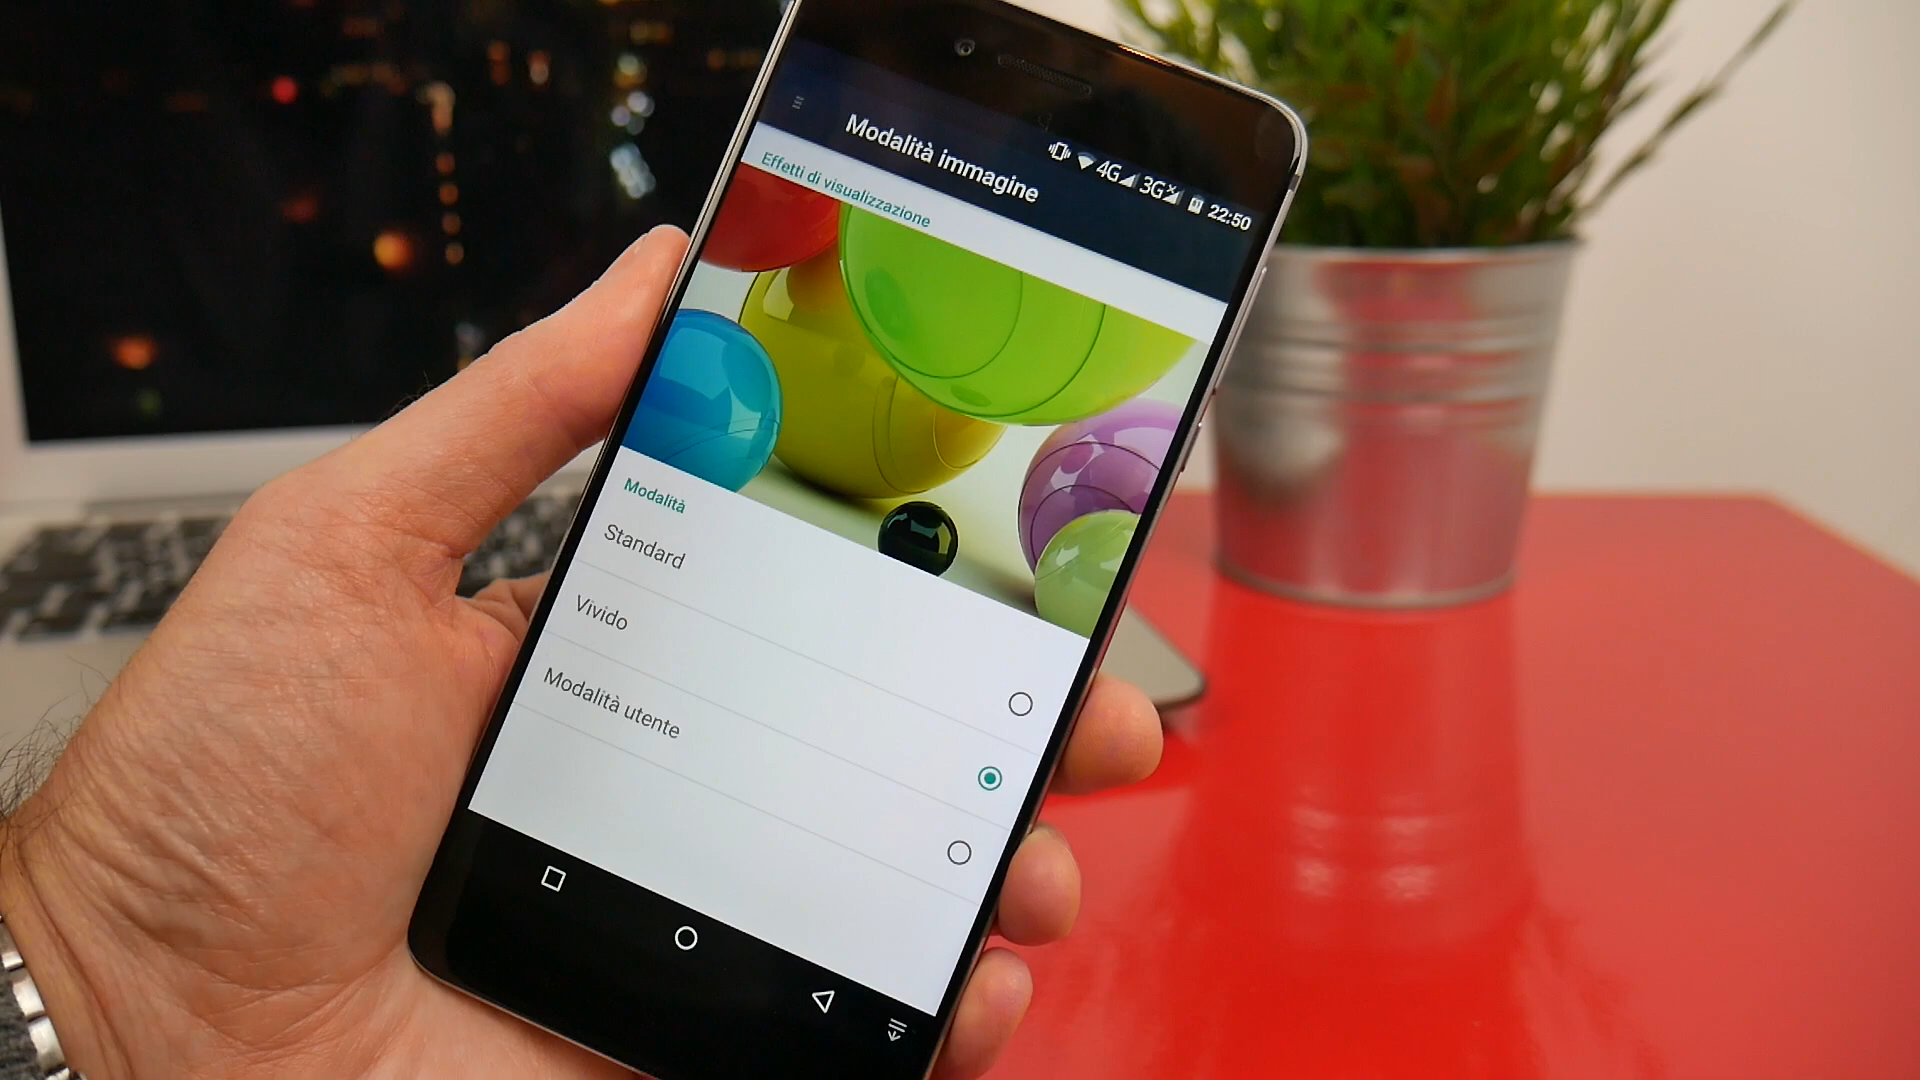 4G 3G 22:50
Modalità immagine
Effetti di visualizzazione
Modalità
Standard
Vivido
Modalità utente